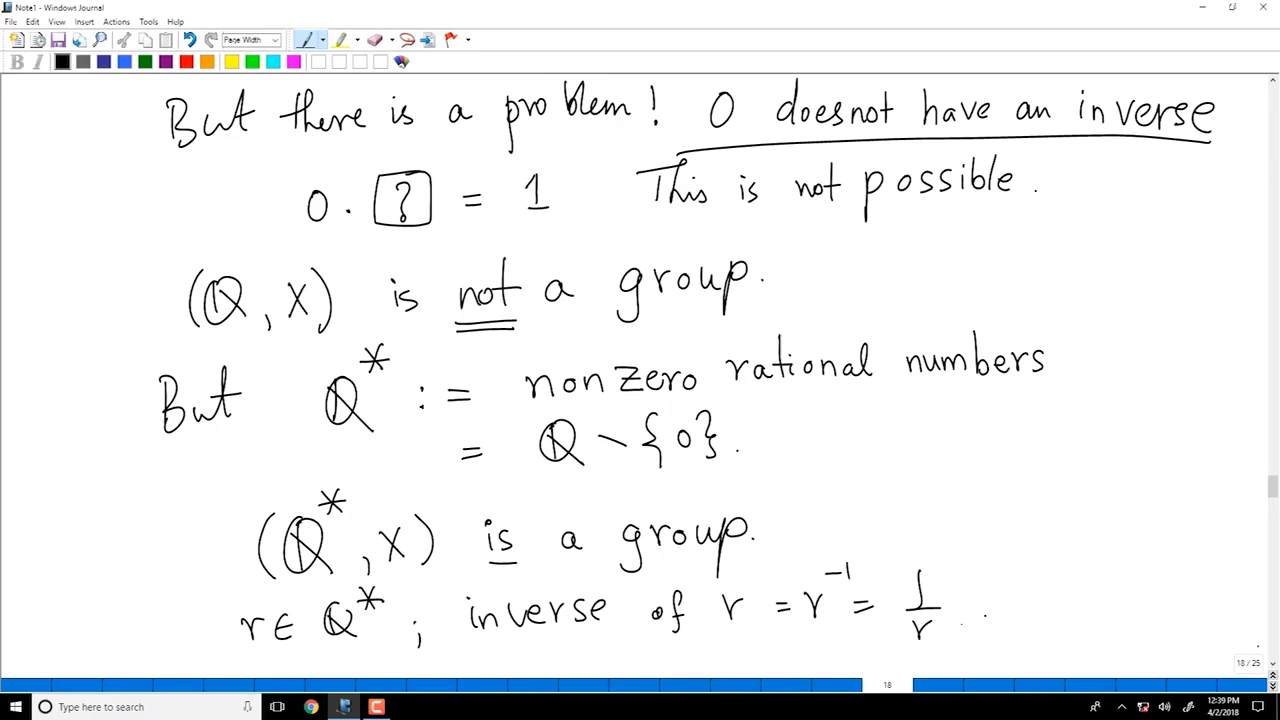 Note1 - Windows Journal
File Edit View Insert Actions Tools Help
Page Width
B I
But there is a problem! 0 doesnot have an inverse
0 . ? = 1 This is not possible.
(ℚ, X) is not a group.
But ℚ* := nonzero rational numbers
= ℚ \ {0}.
(ℚ*, X) is a group.
r ∈ ℚ* ; inverse of r = r⁻¹ = 1/r .
18 / 25
18
Type here to search
12:39 PM
4/2/2018